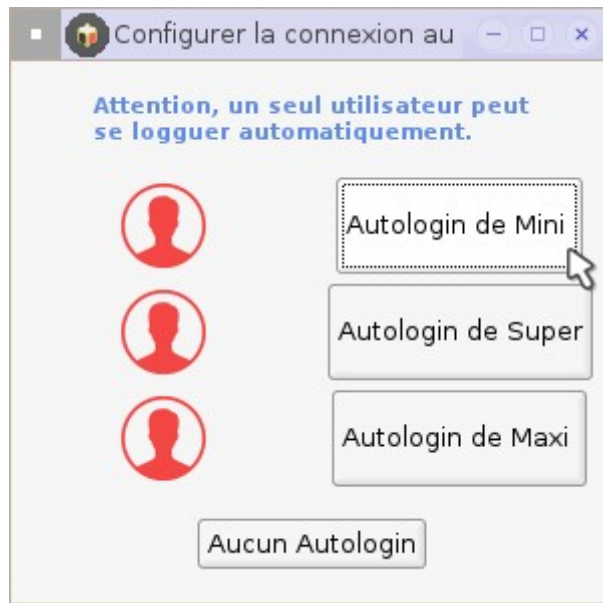 Configurer la connexion au
Attention, un seul utilisateur peut
se logguer automatiquement.
Autologin de Mini
Autologin de Super
Autologin de Maxi
Aucun Autologin